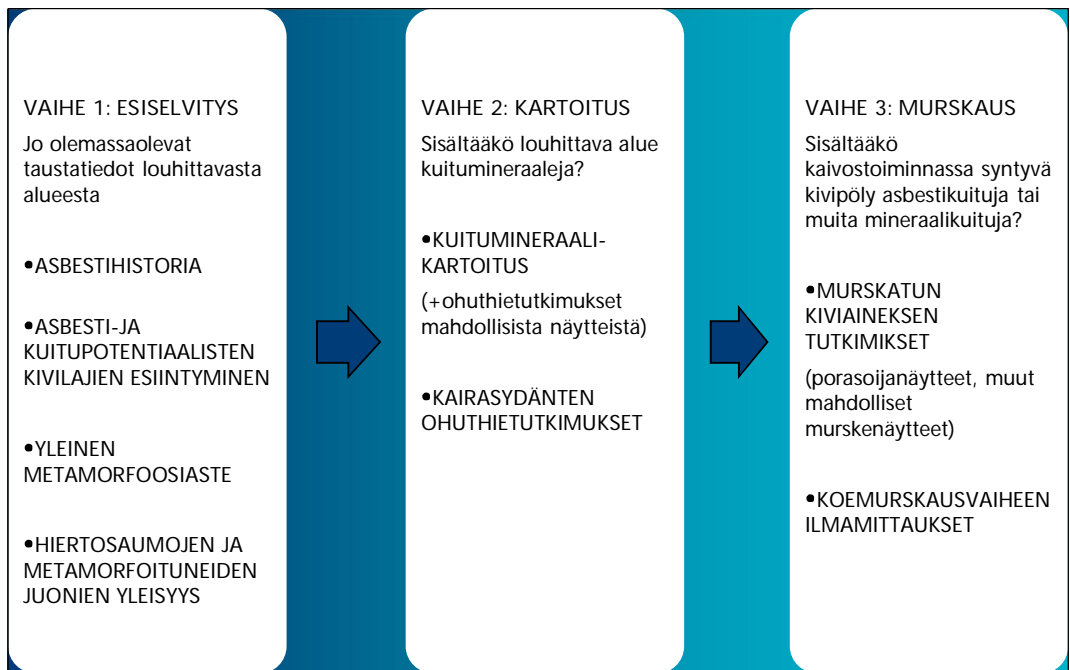 VAIHE 1: ESISELVITYS
Jo olemassaolevat
taustatiedot louhittavasta
alueesta
•ASBESTIHISTORIA
•ASBESTI-JA
KUITUPOTENTIAALISTEN
KIVILAJIEN ESIINTYMINEN
•YLEINEN
METAMORFOOSIASTE
•HIERTOSAUMOJEN JA
METAMORFOITUNEIDEN
JUONIEN YLEISYYS
VAIHE 2: KARTOITUS
Sisältääkö louhittava alue
kuitumineraaleja?
•KUITUMINERAALI-
KARTOITUS
(+ohuthietutkimukset
mahdollisista näytteistä)
•KAIRASYDÄNTEN
OHUTHIETUTKIMUKSET
VAIHE 3: MURSKAUS
Sisältääkö
kaivostoiminnassa syntyvä
kivipöly asbestikuituja tai
muita mineraalikuituja?
•MURSKATUN
KIVIAINEKSEN
TUTKIMIKSET
(porasoijanäytteet, muut
mahdolliset
murskenäytteet)
•KOEMURSKAUSVAIHEEN
ILMAMITTAUKSET